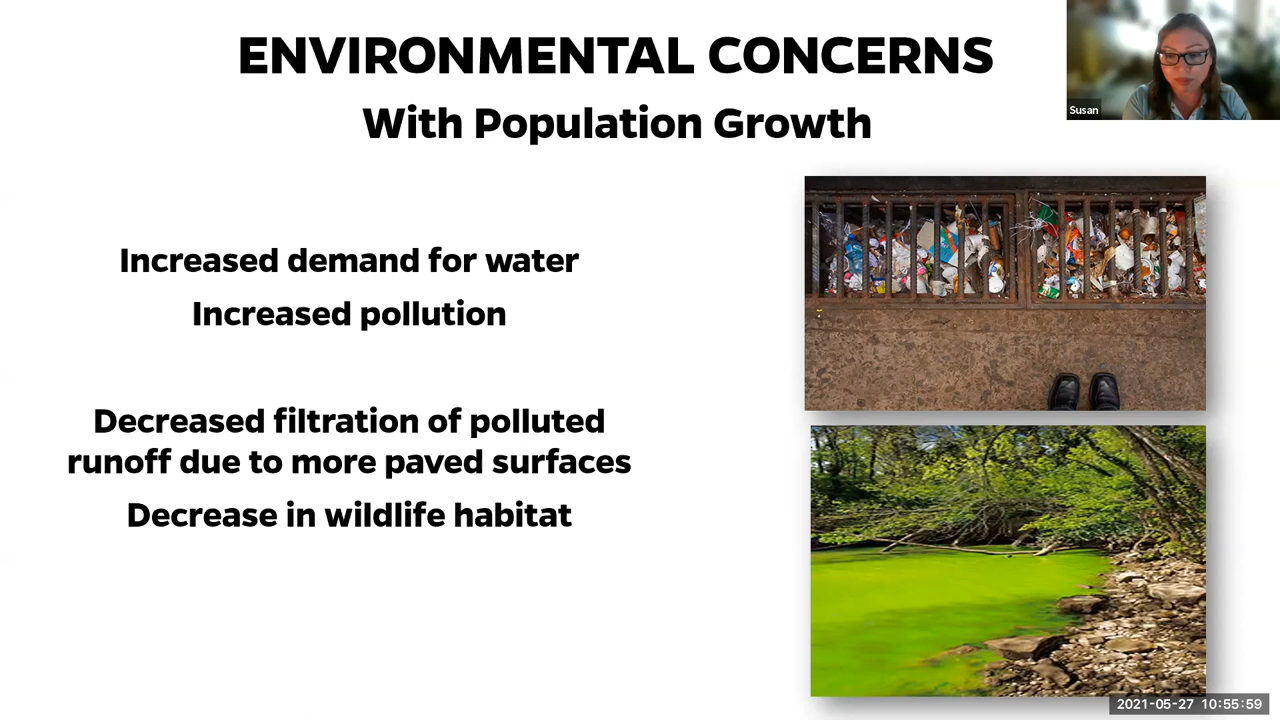 ENVIRONMENTAL CONCERNS
With Population Growth
Susan
Increased demand for water
Increased pollution
Decreased filtration of polluted
runoff due to more paved surfaces
Decrease in wildlife habitat
2021-05-27 10:55:59